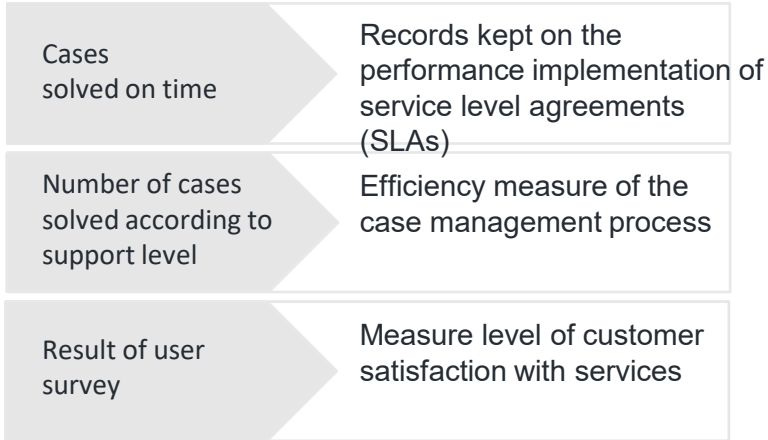 Cases
solved on time
Records kept on the
performance implementation of
service level agreements
(SLAs)
Number of cases
solved according to
support level
Efficiency measure of the
case management process
Result of user
survey
Measure level of customer
satisfaction with services